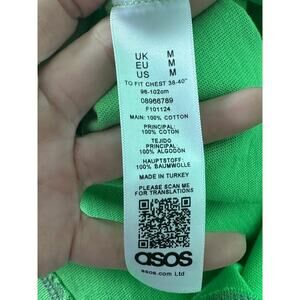 UK M
EU M
US M
TO FIT CHEST 38-40"
96-102cm
08966789
F101124
MAIN: 100% COTTON
PRINCIPAL:
100% COTON
TEJIDO
PRINCIPAL:
100% ALGODÓN
HAUPTSTOFF:
100% BAUMWOLLE
MADE IN TURKEY
PLEASE SCAN ME
FOR TRANSLATIONS
asos
asos.com Ltd